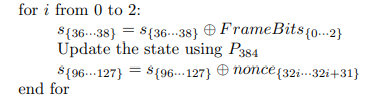 for i from 0 to 2:
s{36···38} = s{36···38} ⊕ FrameBits{0···2}
Update the state using P384
s{96···127} = s{96···127} ⊕ nonce{32i···32i+31}
end for